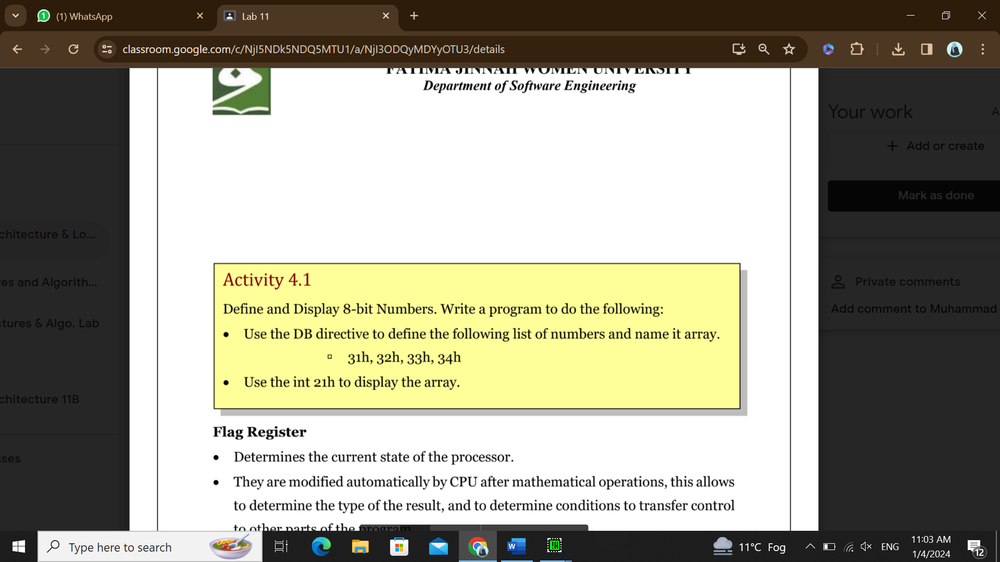 (1) WhatsApp
Lab 11
classroom.google.com/c/NjI5NDk5NDQ5MTU1/a/NjI3ODQyMDYyOTU3/details
FATIMA JINNAH WOMEN UNIVERSITY
Department of Software Engineering
Your work
A
+ Add or create
Mark as done
chitecture & Lo...
res and Algorith...
ctures & Algo. Lab
chitecture 11B
sses
Private comments
Add comment to Muhammad
Activity 4.1
Define and Display 8-bit Numbers. Write a program to do the following:
• Use the DB directive to define the following list of numbers and name it array.
▫ 31h, 32h, 33h, 34h
• Use the int 21h to display the array.
Flag Register
• Determines the current state of the processor.
• They are modified automatically by CPU after mathematical operations, this allows
to determine the type of the result, and to determine conditions to transfer control
to other parts of the program
Type here to search
11°C Fog
ENG
11:03 AM
1/4/2024
12